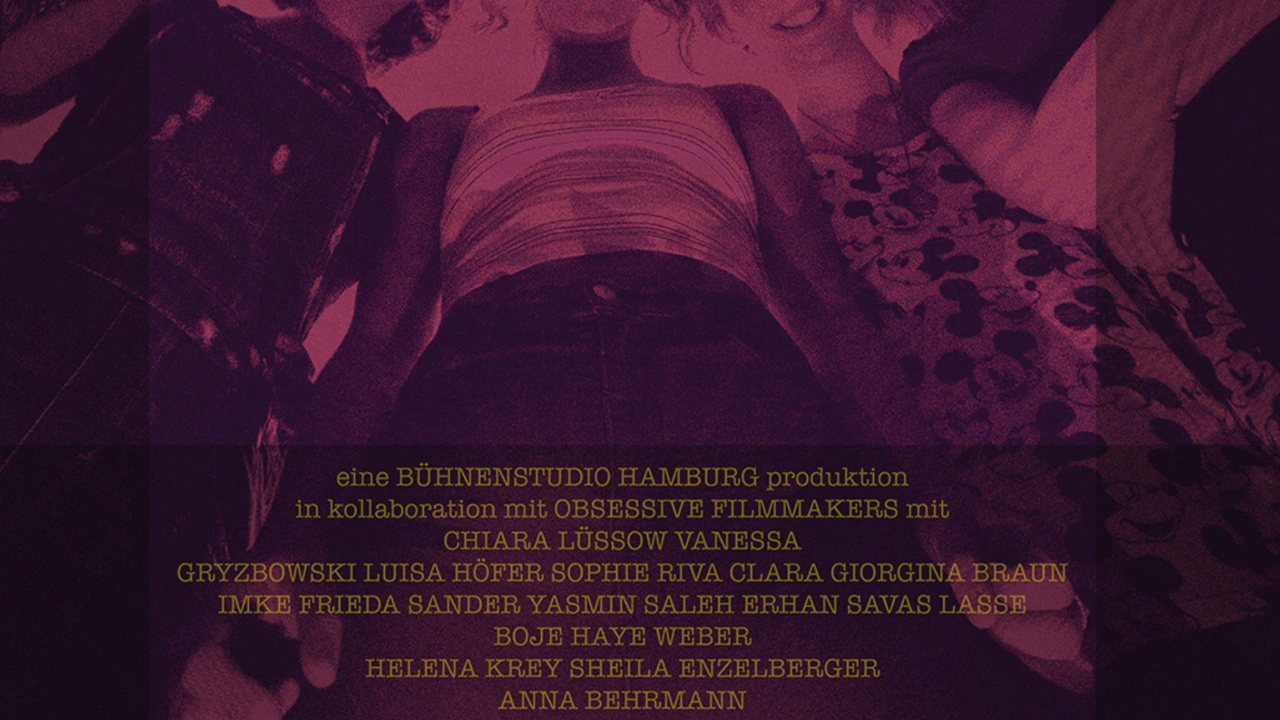 eine BÜHNENSTUDIO HAMBURG produktion
in kollaboration mit OBSESSIVE FILMMAKERS mit
CHIARA LÜSSOW VANESSA
GRYZBOWSKI LUISA HÖFER SOPHIE RIVA CLARA GIORGINA BRAUN
IMKE FRIEDA SANDER YASMIN SALEH ERHAN SAVAS LASSE
BOJE HAYE WEBER
HELENA KREY SHEILA ENZELBERGER
ANNA BEHRMANN